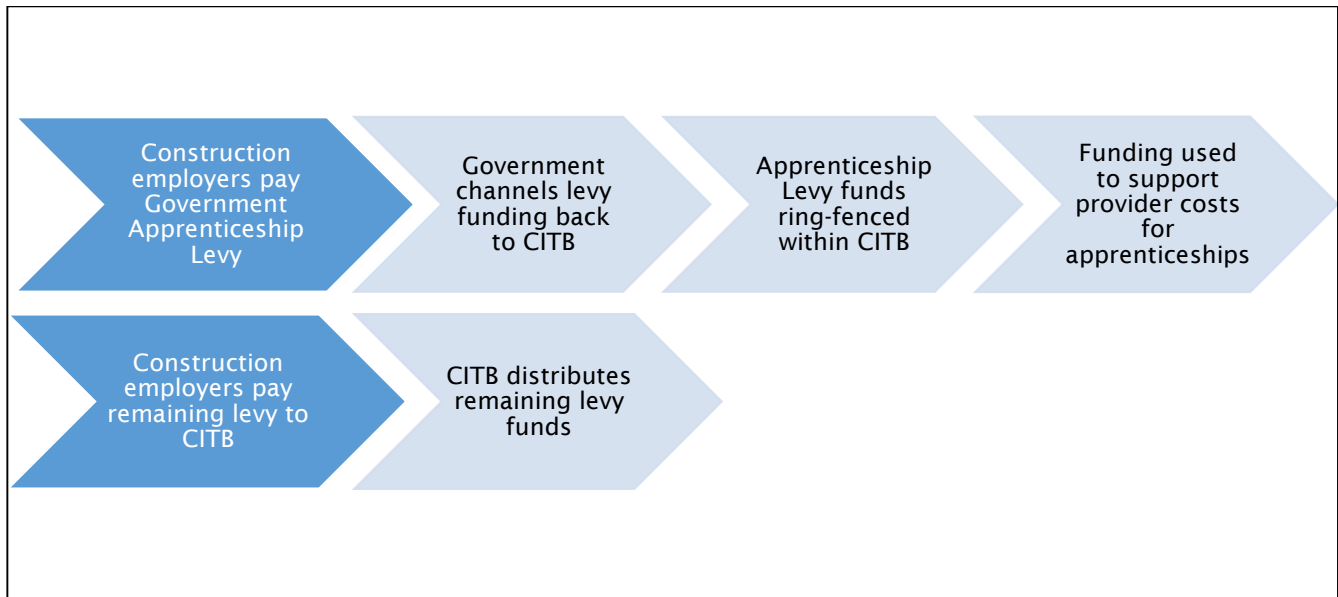 Construction
employers pay
Government
Apprenticeship
Levy
Government
channels levy
funding back
to CITB
Apprenticeship
Levy funds
ring-fenced
within CITB
Funding used
to support
provider costs
for
apprenticeships
Construction
employers pay
remaining levy to
CITB
CITB distributes
remaining levy
funds